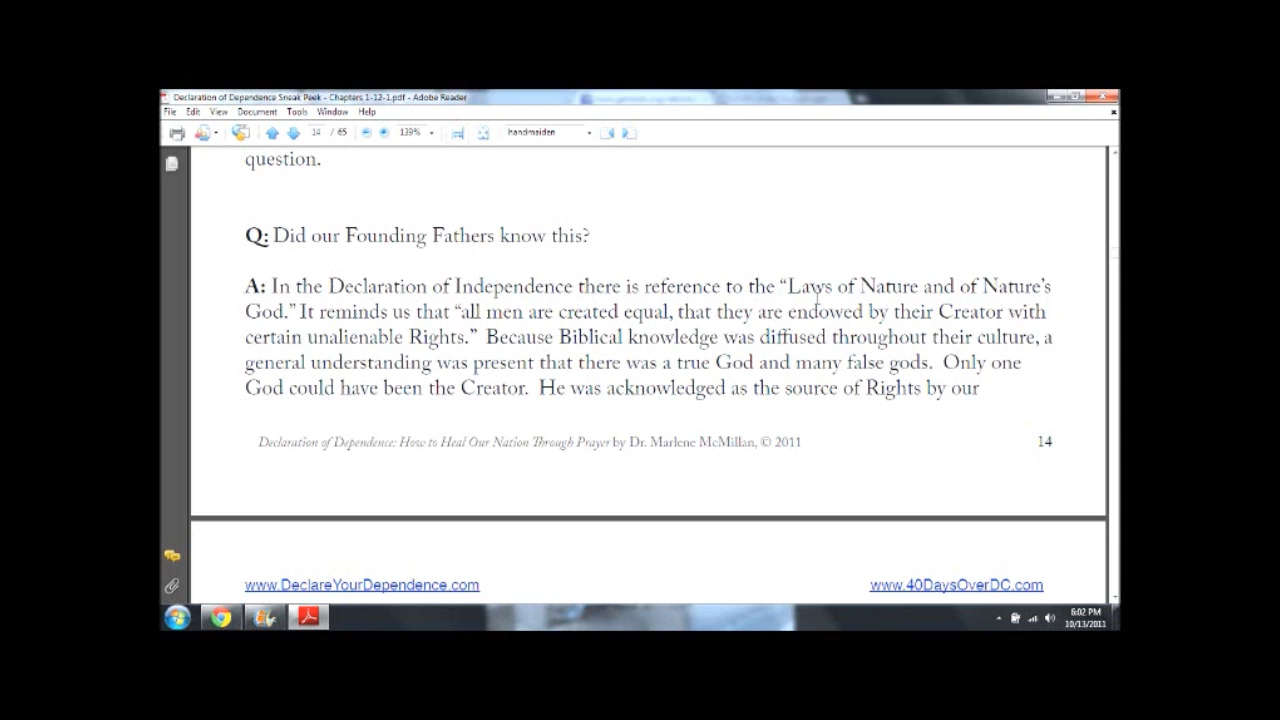 Declaration of Dependence Sneak Peek - Chapters 1-12-1.pdf - Adobe Reader
File Edit View Document Tools Window Help
14 / 65 139% handmaiden
question.
Q: Did our Founding Fathers know this?
A: In the Declaration of Independence there is reference to the “Laws of Nature and of Nature’s
God.” It reminds us that “all men are created equal, that they are endowed by their Creator with
certain unalienable Rights.” Because Biblical knowledge was diffused throughout their culture, a
general understanding was present that there was a true God and many false gods. Only one
God could have been the Creator. He was acknowledged as the source of Rights by our
Declaration of Dependence: How to Heal Our Nation Through Prayer by Dr. Marlene McMillan, © 2011 14
www.DeclareYourDependence.com www.40DaysOverDC.com
6:02 PM
10/13/2011